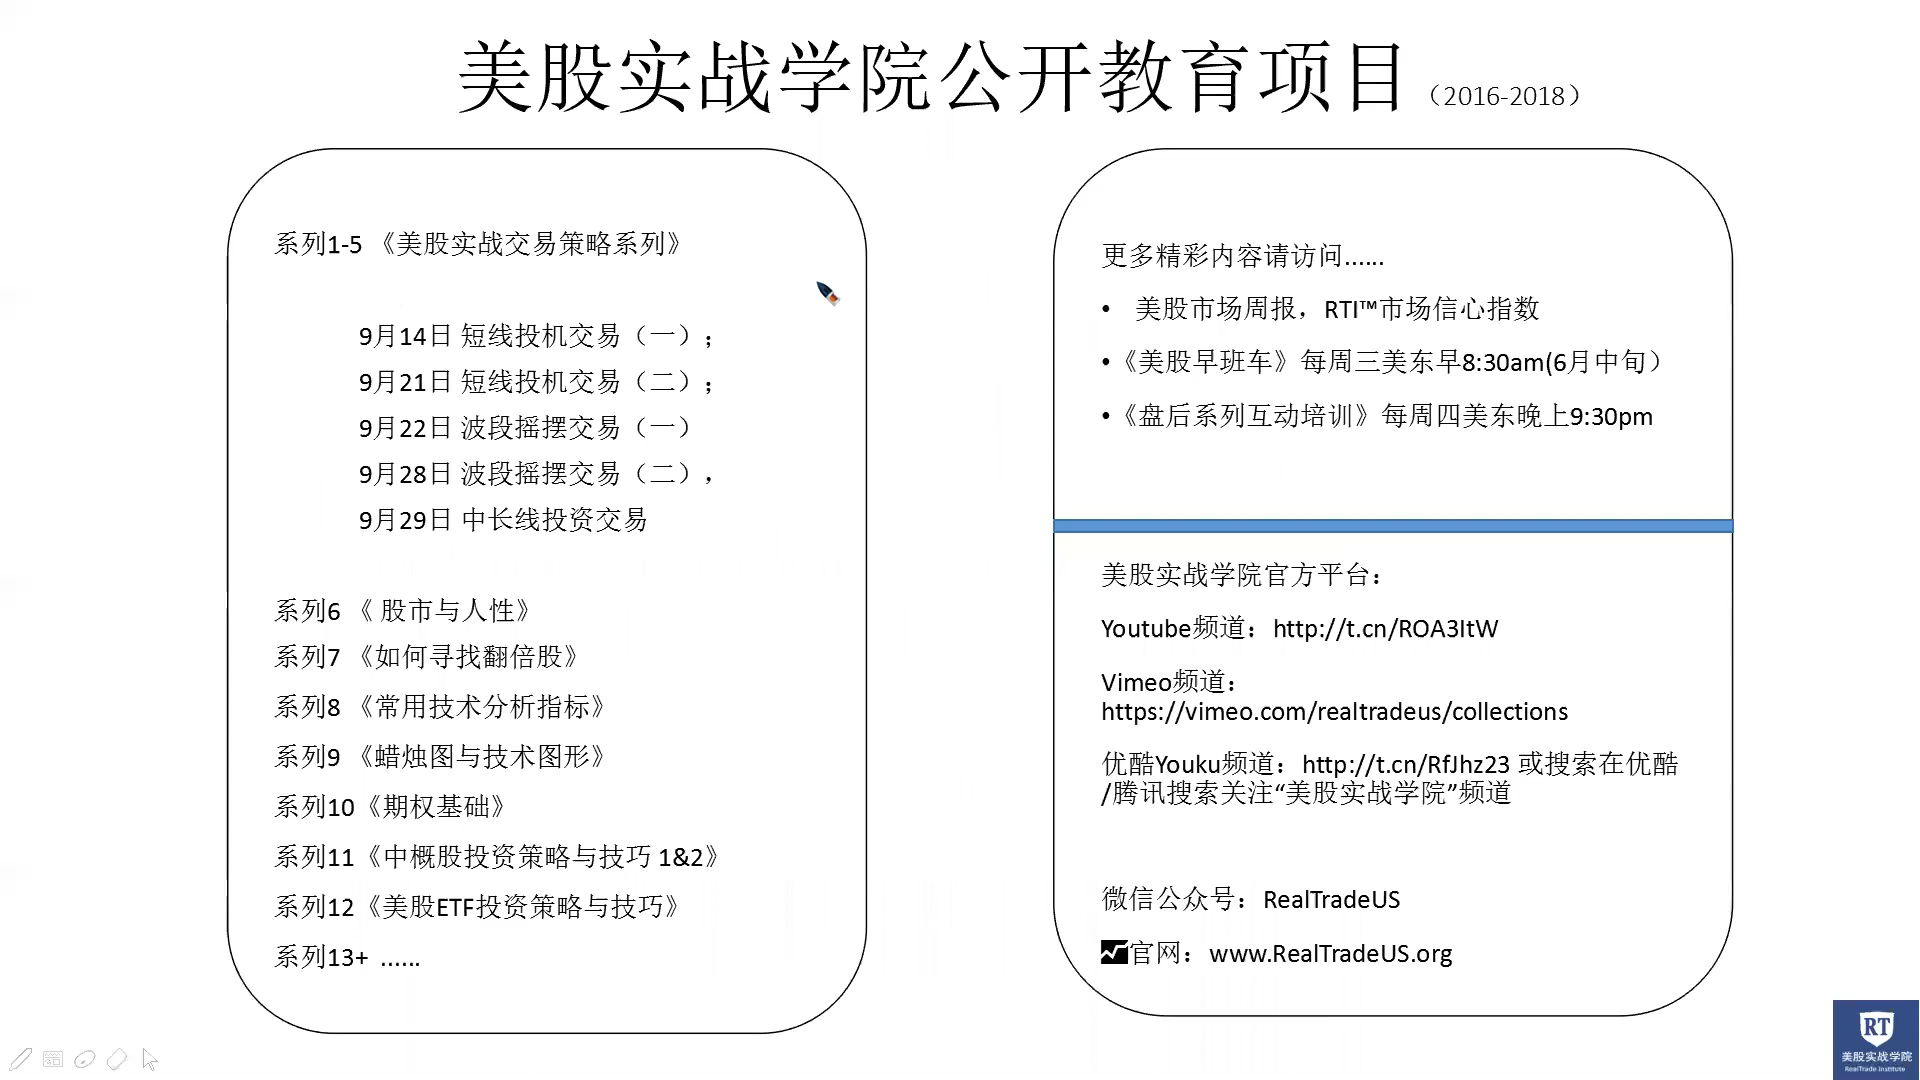 美股实战学院公开教育项目（2016-2018）
系列1-5 《美股实战交易策略系列》
9月14日 短线投机交易（一）；
9月21日 短线投机交易（二）；
9月22日 波段摇摆交易（一）
9月28日 波段摇摆交易（二），
9月29日 中长线投资交易
系列6 《 股市与人性》
系列7 《如何寻找翻倍股》
系列8 《常用技术分析指标》
系列9 《蜡烛图与技术图形》
系列10《期权基础》
系列11《中概股投资策略与技巧 1&2》
系列12《美股ETF投资策略与技巧》
系列13+ ......
更多精彩内容请访问......
• 美股市场周报，RTI™市场信心指数
•《美股早班车》每周三美东早8:30am(6月中旬）
•《盘后系列互动培训》每周四美东晚上9:30pm
美股实战学院官方平台：
Youtube频道：http://t.cn/ROA3ItW
Vimeo频道：
https://vimeo.com/realtradeus/collections
优酷Youku频道：http://t.cn/RfJhz23 或搜索在优酷
/腾讯搜索关注“美股实战学院”频道
微信公众号：RealTradeUS
官网：www.RealTradeUS.org
RT
美股实战学院
RealTrade Institute